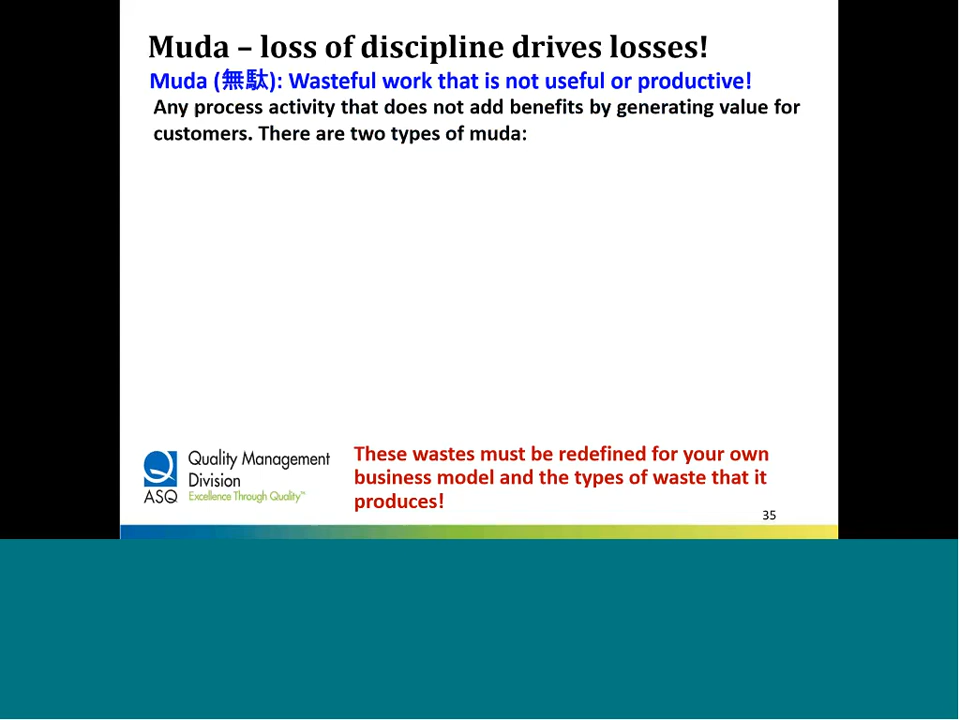 Muda – loss of discipline drives losses!
Muda (無駄): Wasteful work that is not useful or productive!
Any process activity that does not add benefits by generating value for
customers. There are two types of muda:
These wastes must be redefined for your own
business model and the types of waste that it
produces!
Quality Management
Division
ASQ Excellence Through Quality™
35